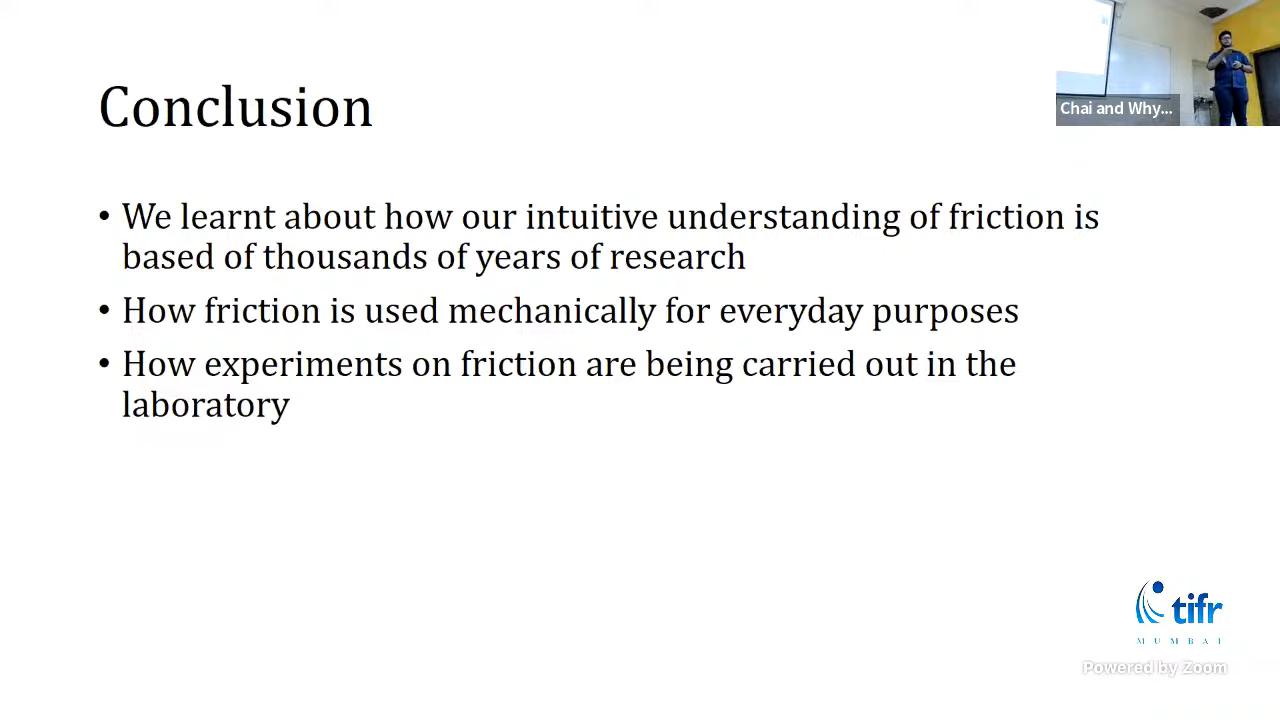 Chai and Why...
Conclusion
• We learnt about how our intuitive understanding of friction is
based of thousands of years of research
• How friction is used mechanically for everyday purposes
• How experiments on friction are being carried out in the
laboratory
tifr
MUMBAI
Powered by Zoom